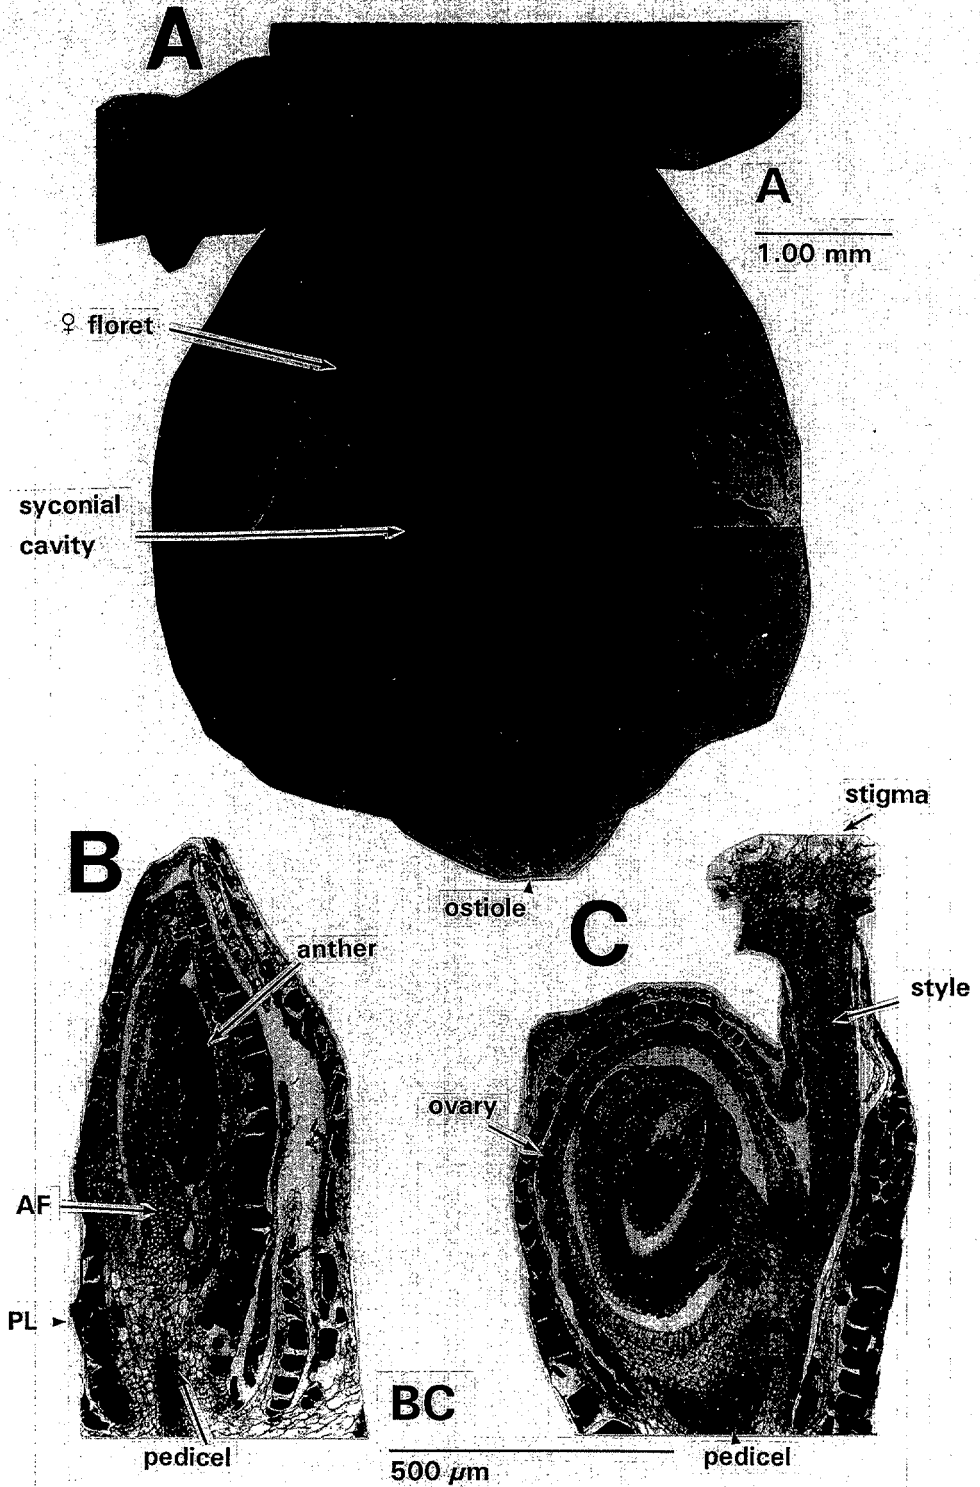 A
A
1.00 mm
♀ floret
syconial
cavity
stigma
B
ostiole
C
anther
style
ovary
AF
PL
BC
pedicel
500 μm
pedicel